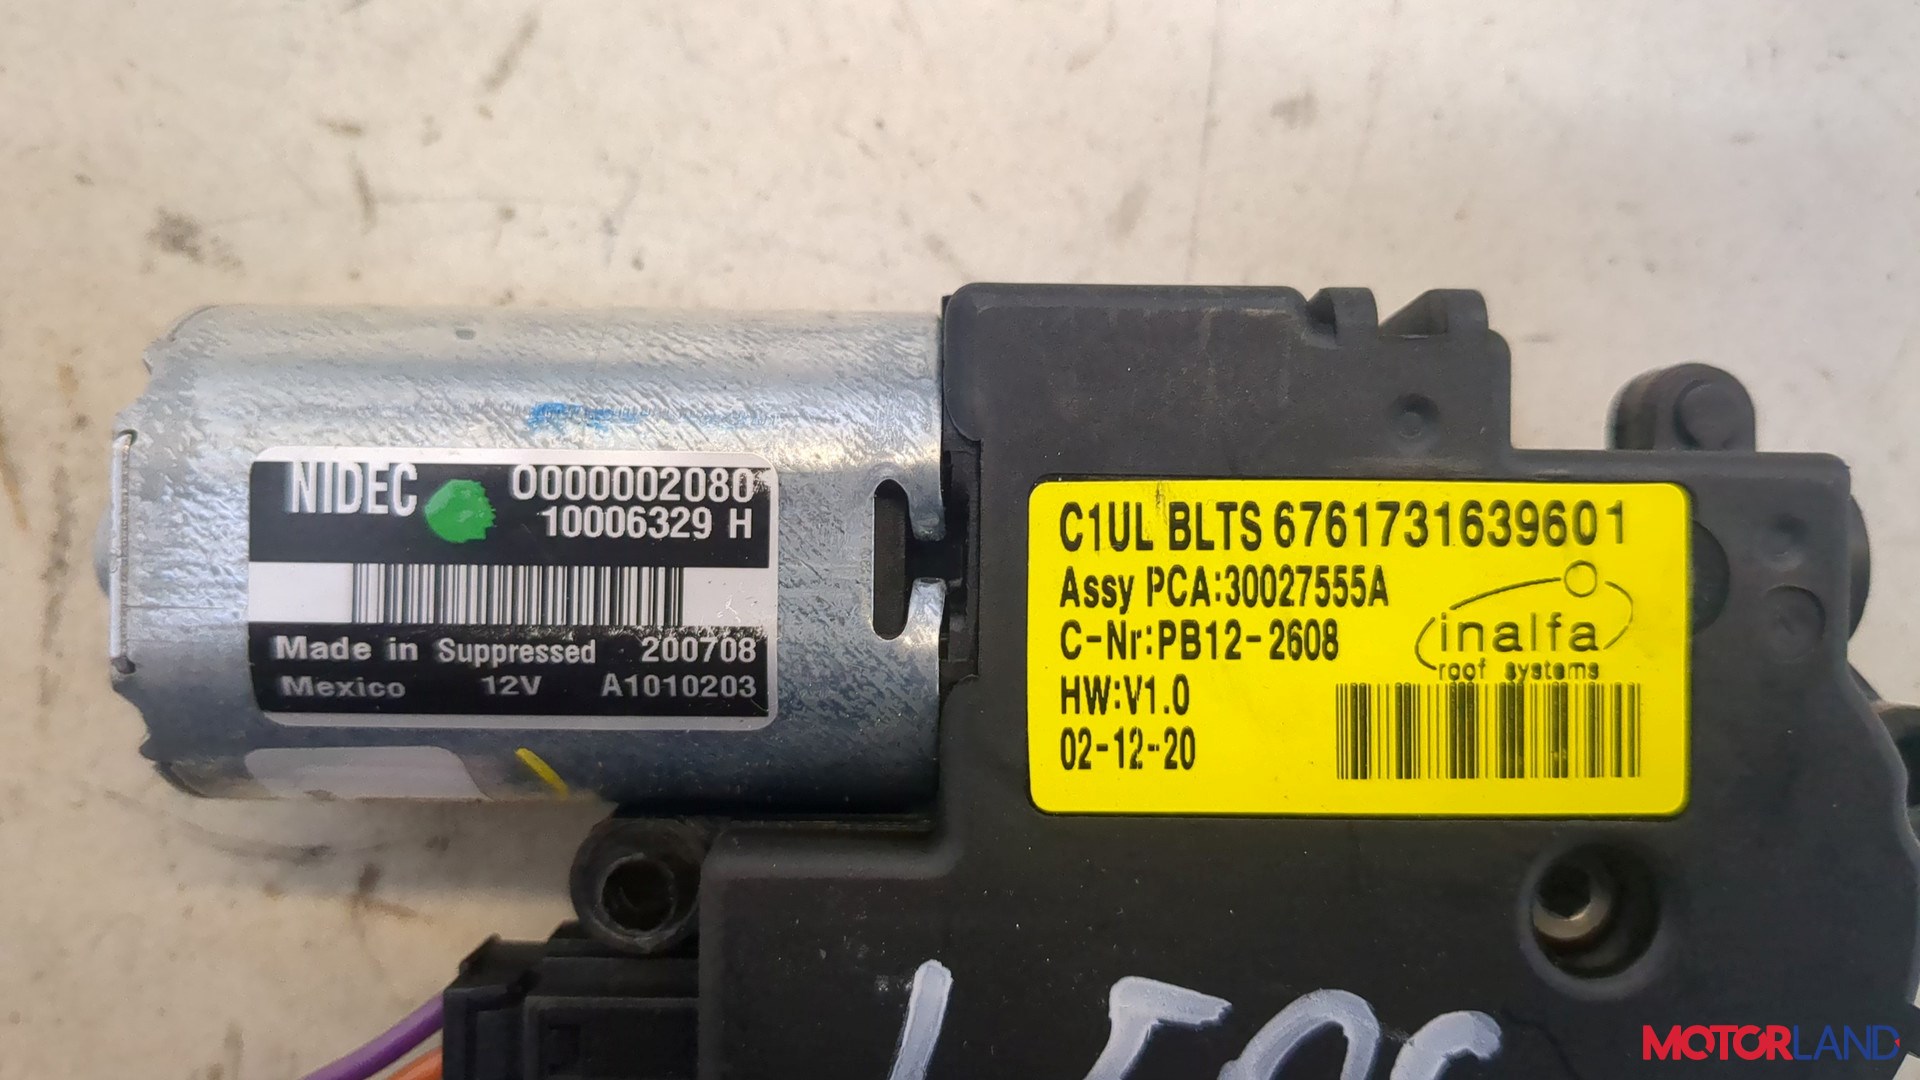 NIDEC 0000002080
10006329 H
Made in Suppressed 200708
Mexico 12V A1010203
C1UL BLTS 6761731639601
Assy PCA:30027555A
C-Nr:PB12-2608
HW:V1.0
02-12-20
inalfa
roof systems
MOTORLAND